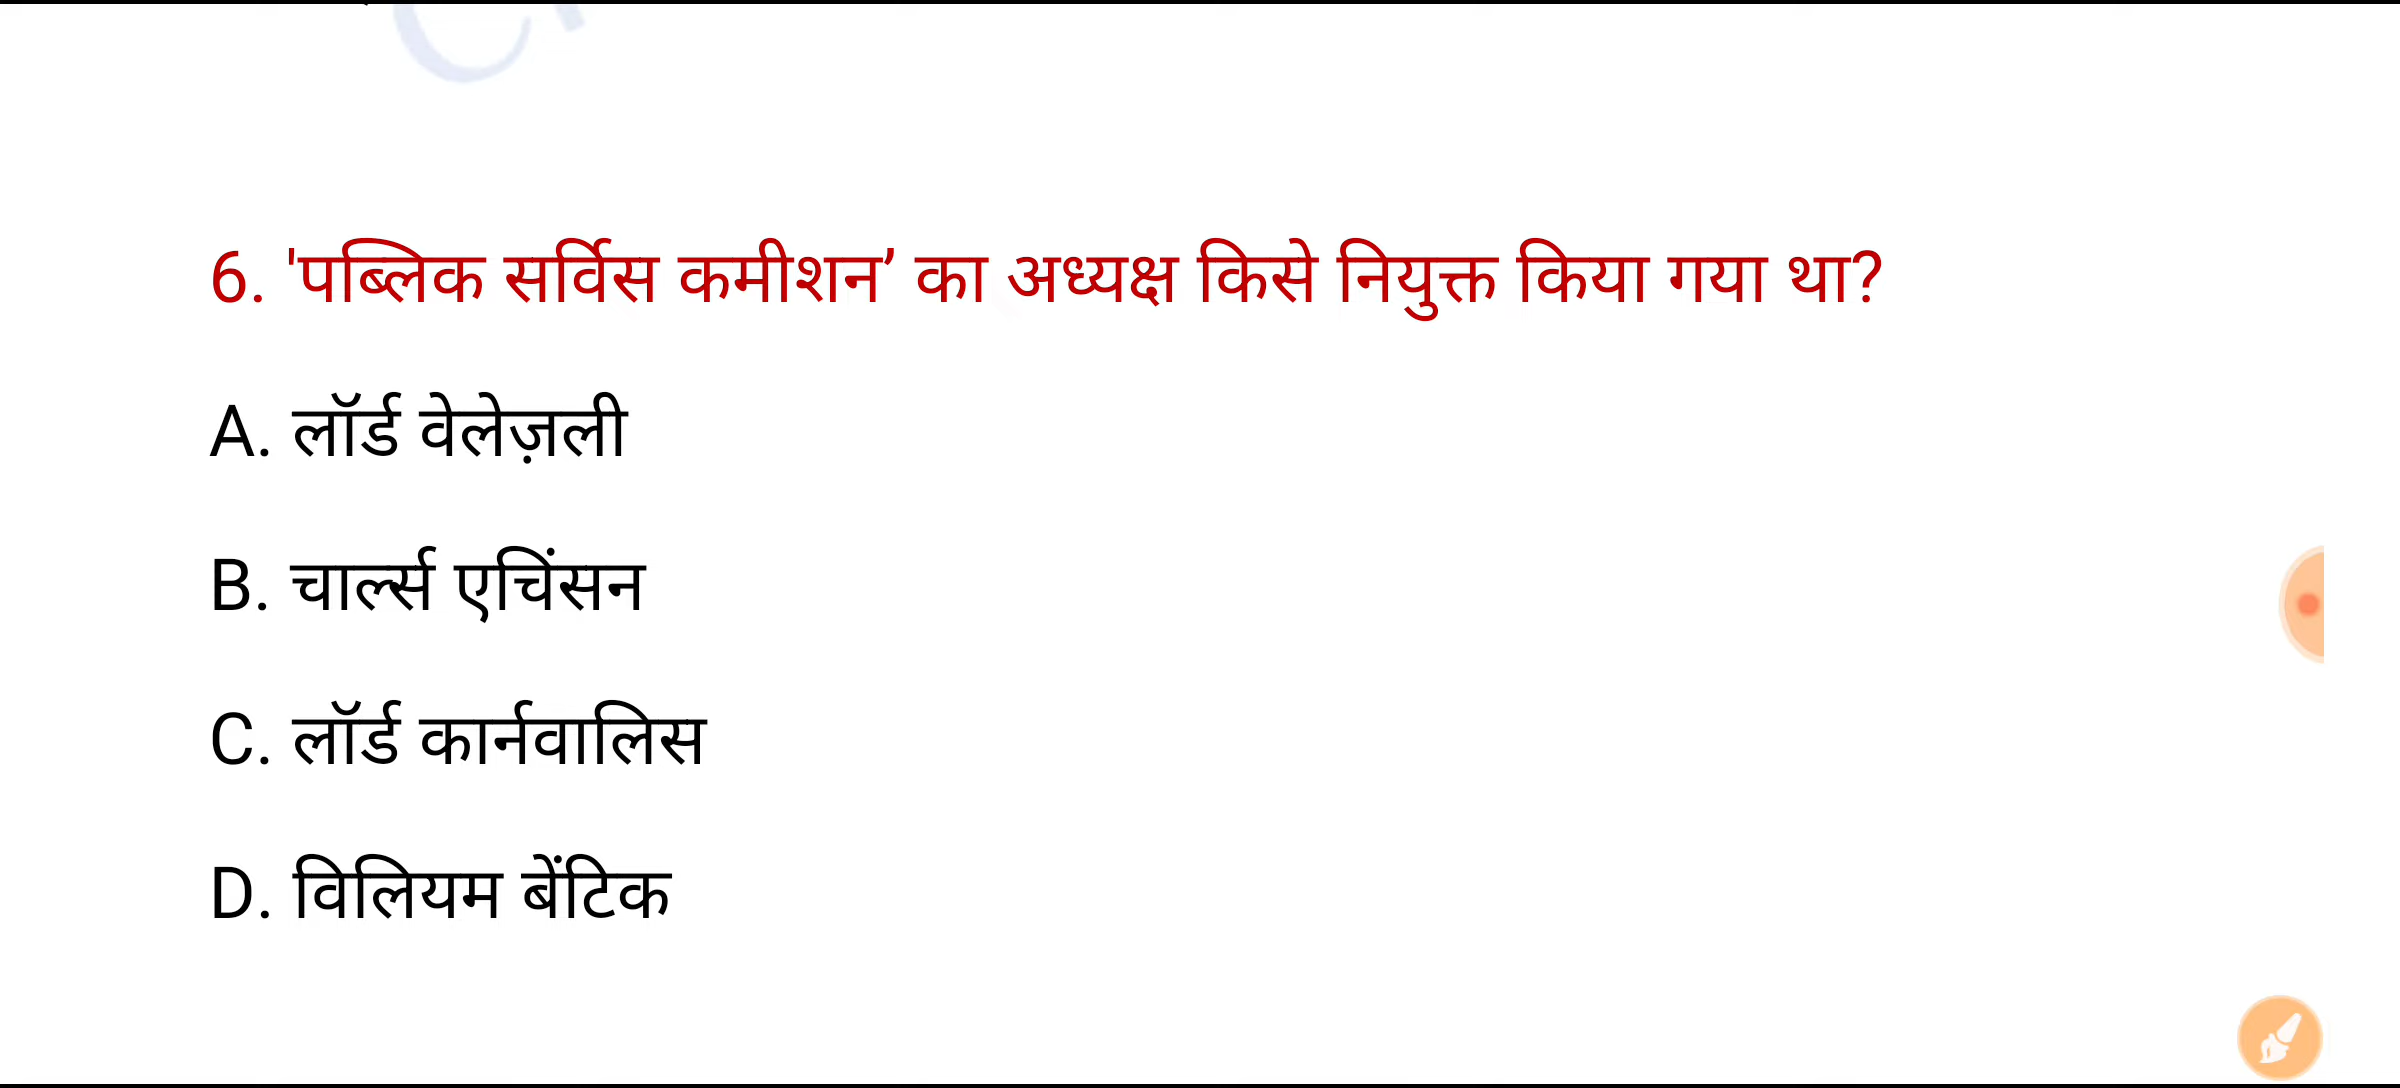 6. 'पब्लिक सर्विस कमीशन’ का अध्यक्ष किसे नियुक्त किया गया था?
A. लॉर्ड वेलेज़ली
B. चार्ल्स एचिंसन
C. लॉर्ड कार्नवालिस
D. विलियम बेंटिक